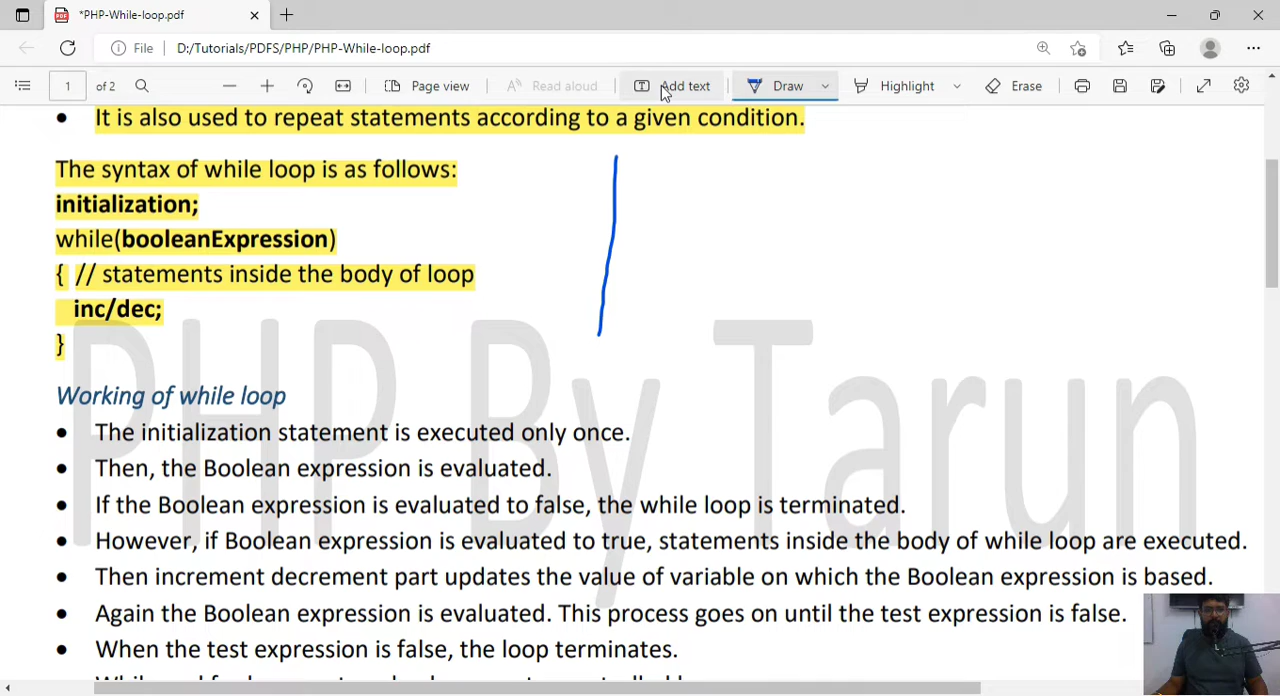 *PHP-While-loop.pdf
File D:/Tutorials/PDFS/PHP/PHP-While-loop.pdf
1 of 2 Page view Read aloud Add text Draw Highlight Erase
• It is also used to repeat statements according to a given condition.
The syntax of while loop is as follows:
initialization;
while(booleanExpression)
{ // statements inside the body of loop
inc/dec;
}
PHP By Tarun
Working of while loop
• The initialization statement is executed only once.
• Then, the Boolean expression is evaluated.
• If the Boolean expression is evaluated to false, the while loop is terminated.
• However, if Boolean expression is evaluated to true, statements inside the body of while loop are executed.
• Then increment decrement part updates the value of variable on which the Boolean expression is based.
• Again the Boolean expression is evaluated. This process goes on until the test expression is false.
• When the test expression is false, the loop terminates.